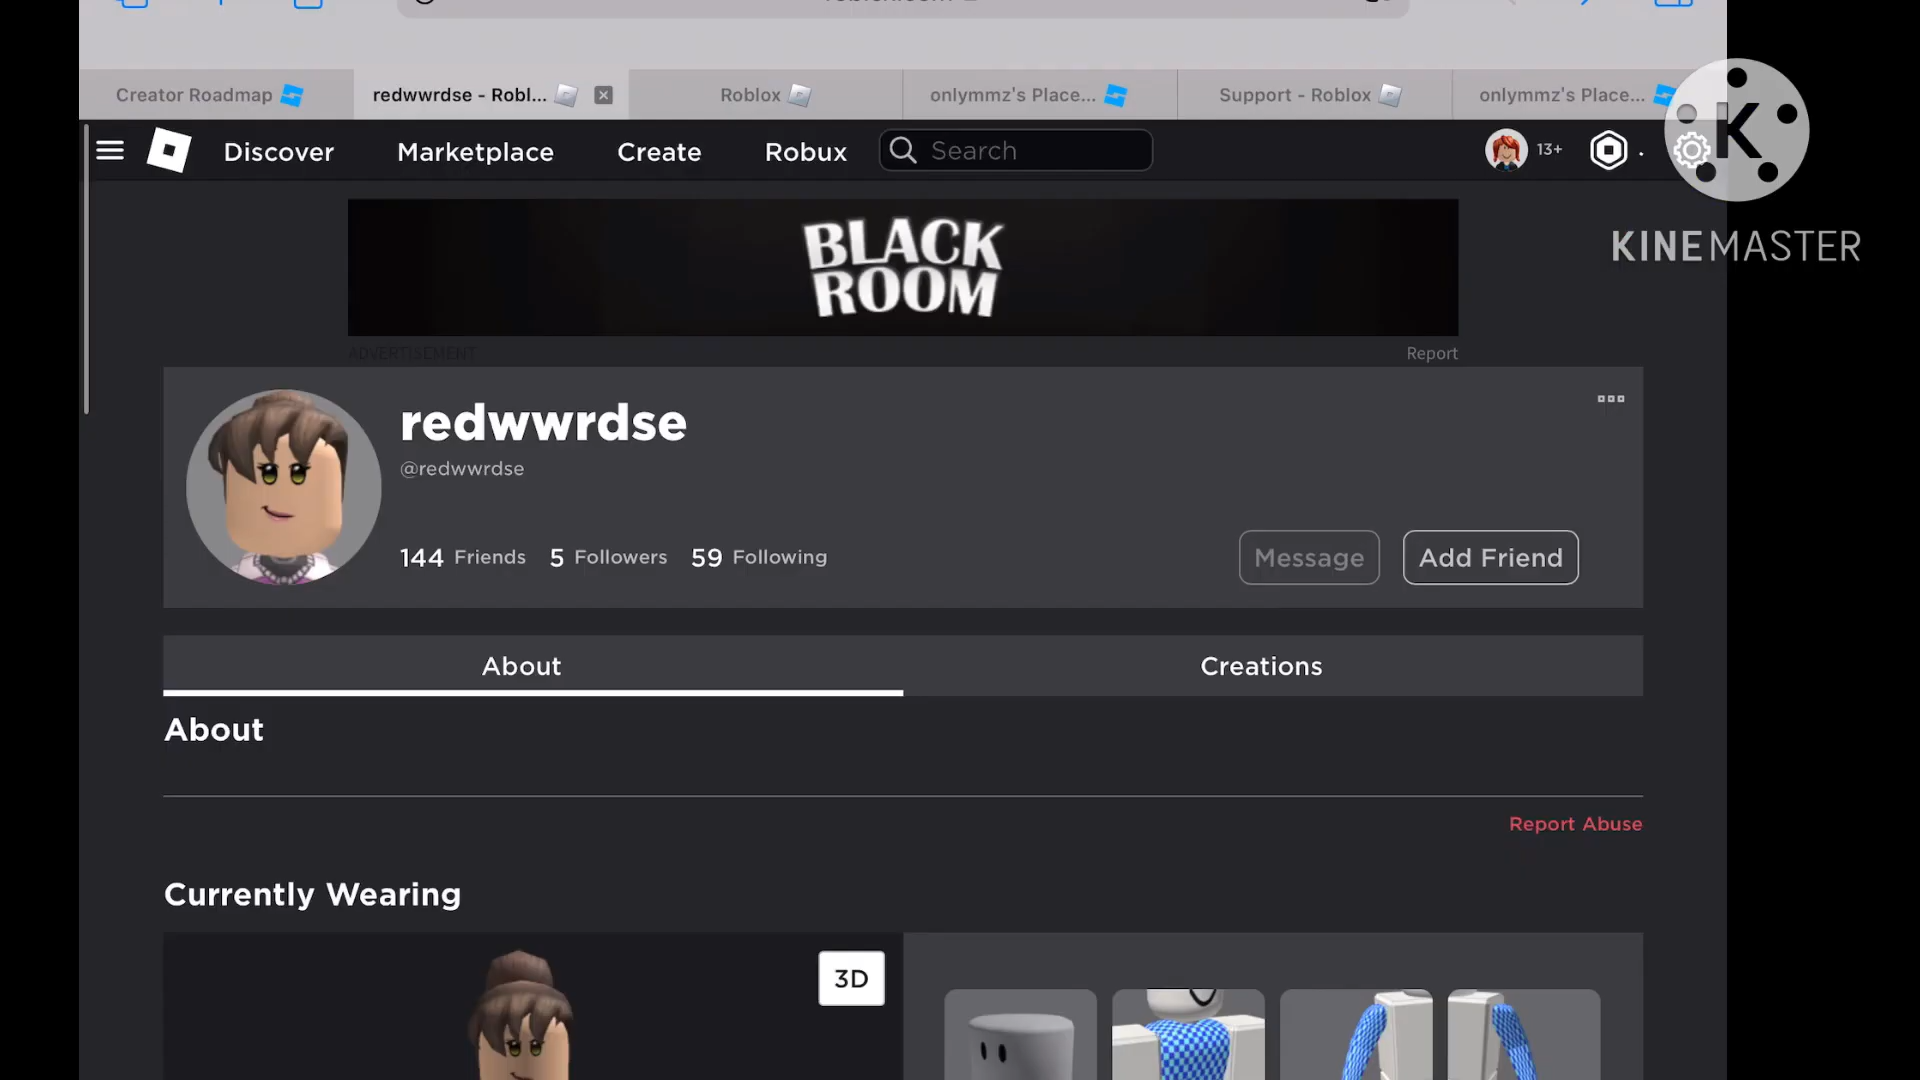 Creator Roadmap
redwwrdse - Robl...
Roblox
onlymmz's Place...
Support - Roblox
onlymmz's Place...
Discover
Marketplace
Create
Robux
Search
13+
K
KINEMASTER
BLACK
ROOM
ADVERTISEMENT
Report
redwwrdse
@redwwrdse
144 Friends 5 Followers 59 Following
Message
Add Friend
About
Creations
About
Report Abuse
Currently Wearing
3D